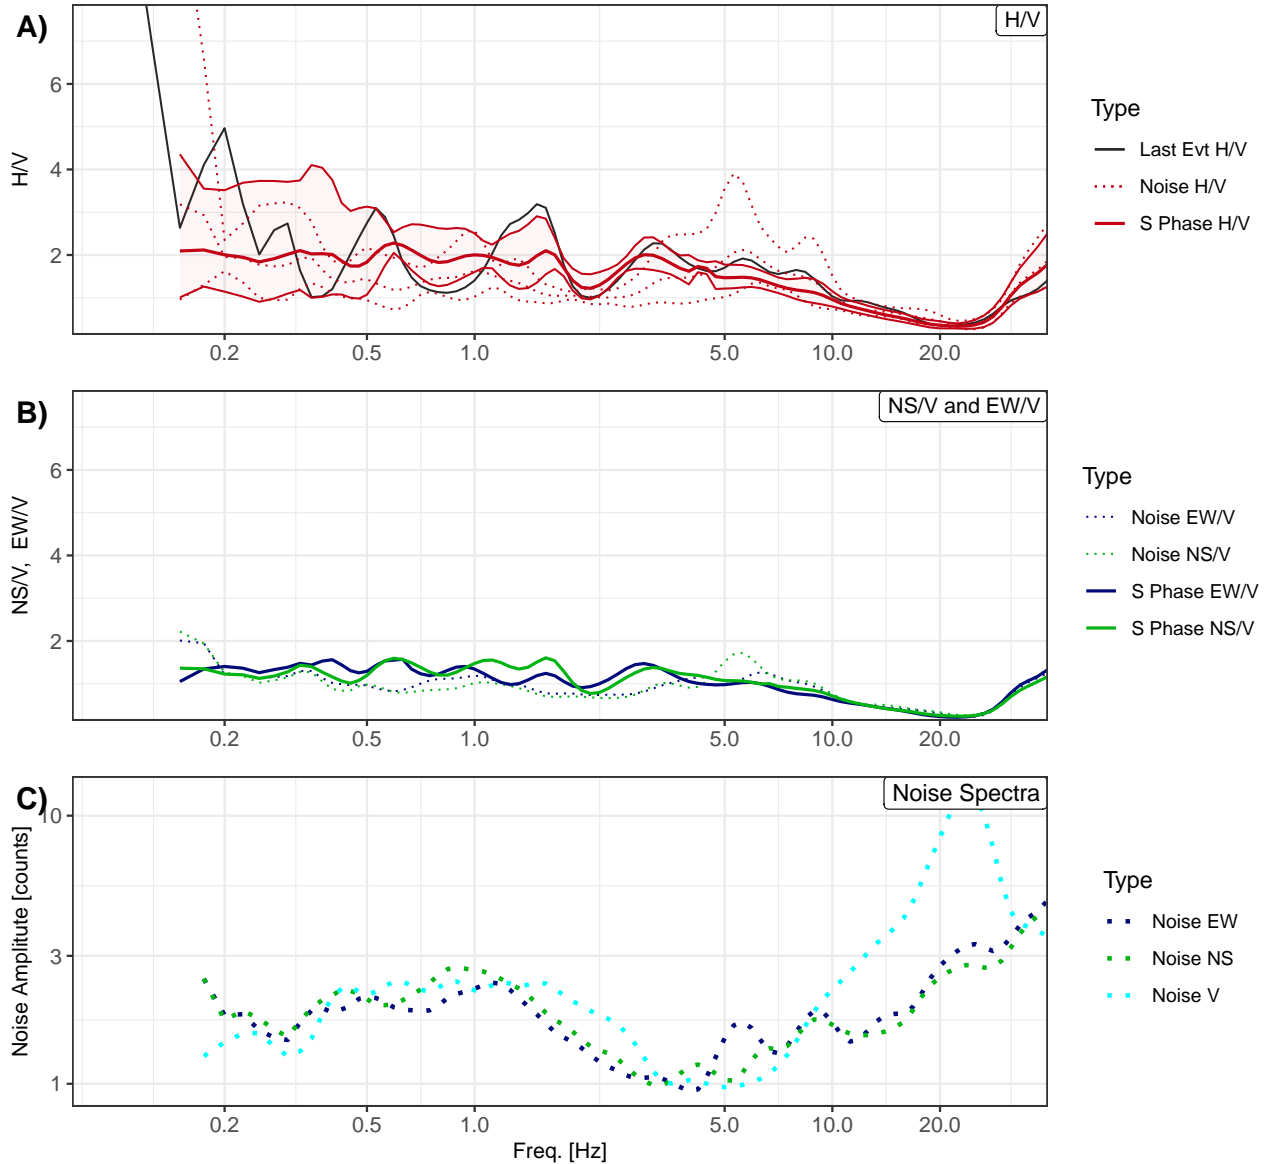 A)
H/V
H/V
6
4
2
0.2 0.5 1.0 5.0 10.0 20.0
Type
Last Evt H/V
Noise H/V
S Phase H/V
B)
NS/V and EW/V
NS/V, EW/V
6
4
2
0.2 0.5 1.0 5.0 10.0 20.0
Type
Noise EW/V
Noise NS/V
S Phase EW/V
S Phase NS/V
C)
Noise Spectra
Noise Amplitute [counts]
10
3
1
0.2 0.5 1.0 5.0 10.0 20.0
Freq. [Hz]
Type
Noise EW
Noise NS
Noise V